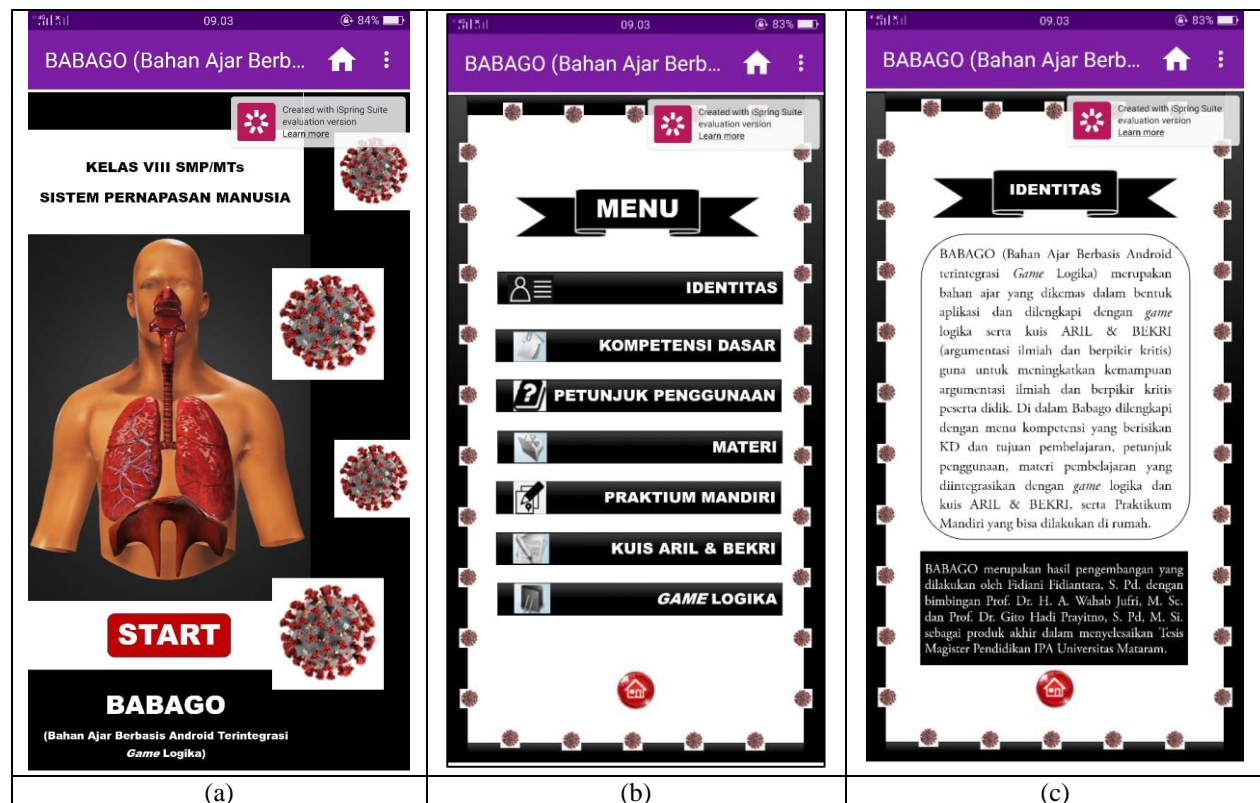 09.03
84%
BABAGO (Bahan Ajar Berb...
Created with iSpring Suite
evaluation version
Learn more
KELAS VIII SMP/MTs
SISTEM PERNAPASAN MANUSIA
START
BABAGO
(Bahan Ajar Berbasis Android Terintegrasi
Game Logika)
(a)
09.03
83%
BABAGO (Bahan Ajar Berb...
Created with iSpring Suite
evaluation version
Learn more
MENU
IDENTITAS
KOMPETENSI DASAR
PETUNJUK PENGGUNAAN
MATERI
PRAKTIUM MANDIRI
KUIS ARIL & BEKRI
GAME LOGIKA
(b)
09.03
83%
BABAGO (Bahan Ajar Berb...
Created with iSpring Suite
evaluation version
Learn more
IDENTITAS
BABAGO (Bahan Ajar Berbasis Android
terintegrasi Game Logika) merupakan
bahan ajar yang dikemas dalam bentuk
aplikasi dan dilengkapi dengan game
logika serta kuis ARIL & BEKRI
(argumentasi ilmiah dan berpikir kritis)
guna untuk meningkatkan kemampuan
argumentasi ilmiah dan berpikir kritis
peserta didik. Di dalam Babago dilengkapi
dengan menu kompetensi yang berisikan
KD dan tujuan pembelajaran, petunjuk
penggunaan, materi pembelajaran yang
diintegrasikan dengan game logika dan
kuis ARIL & BEKRI, serta Praktikum
Mandiri yang bisa dilakukan di rumah.
BABAGO merupakan hasil pengembangan yang
dilakukan oleh Fidiani Fidiantara, S. Pd. dengan
bimbingan Prof. Dr. H. A. Wahab Jufri, M. Sc.
dan Prof. Dr. Gito Hadi Prayitno, S. Pd, M. Si.
sebagai produk akhir dalam menyelesaikan Tesis
Magister Pendidikan IPA Universitas Mataram.
(c)